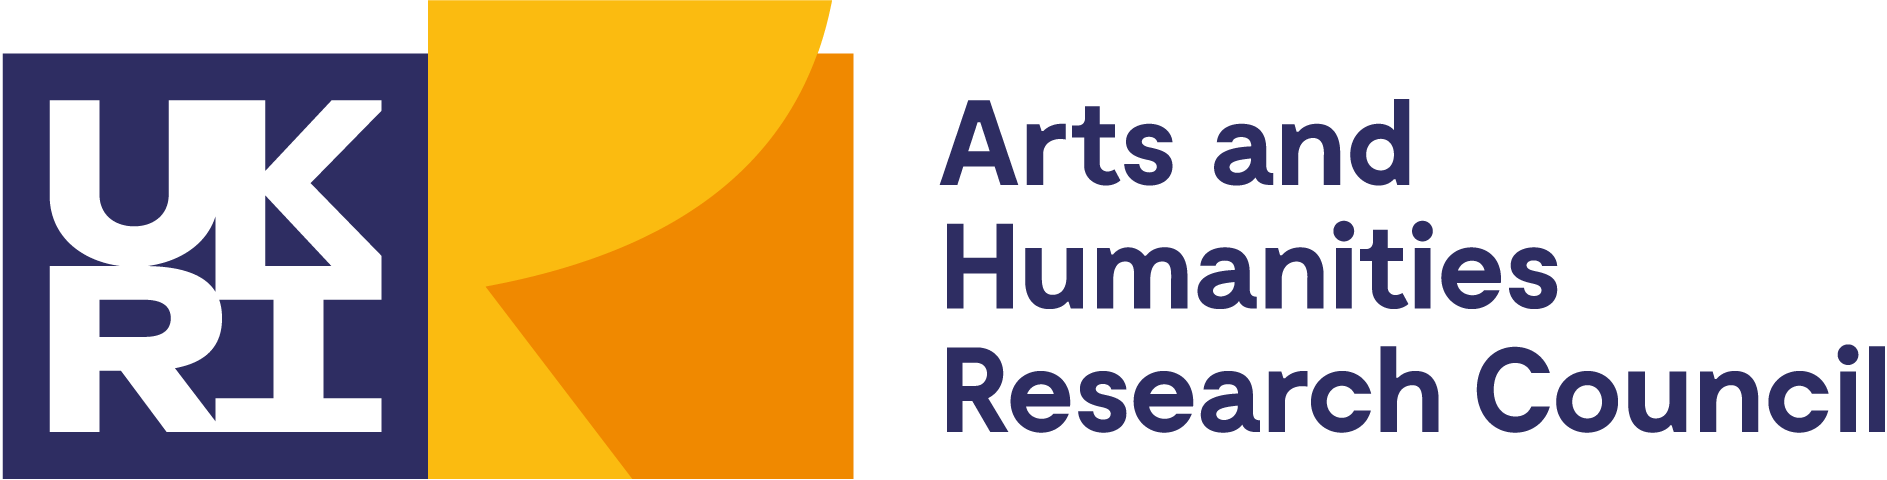 UK
RI
Arts and
Humanities
Research Council